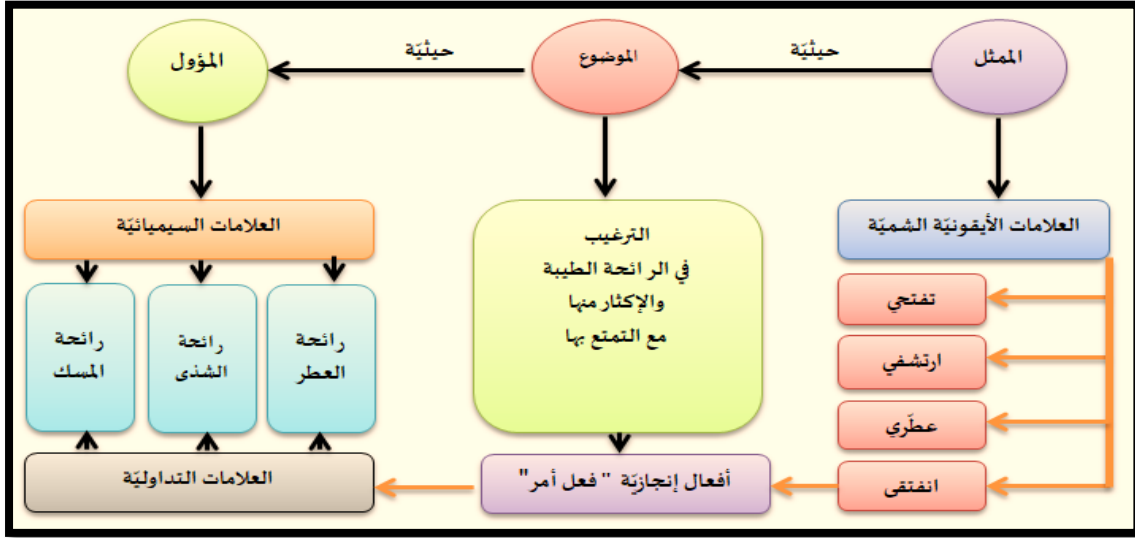 الممثل
حيثيّة
الموضوع
حيثيّة
المؤول
العلامات الأيقونيّة الشميّة
الترغيب
في الرائحة الطيبة
والإكثار منها
مع التمتع بها
العلامات السيميائيّة
تفتحي
ارتشفي
عطّري
انفتقى
رائحة
العطر
رائحة
الشذى
رائحة
المسك
أفعال إنجازيّة "فعل أمر"
العلامات التداوليّة